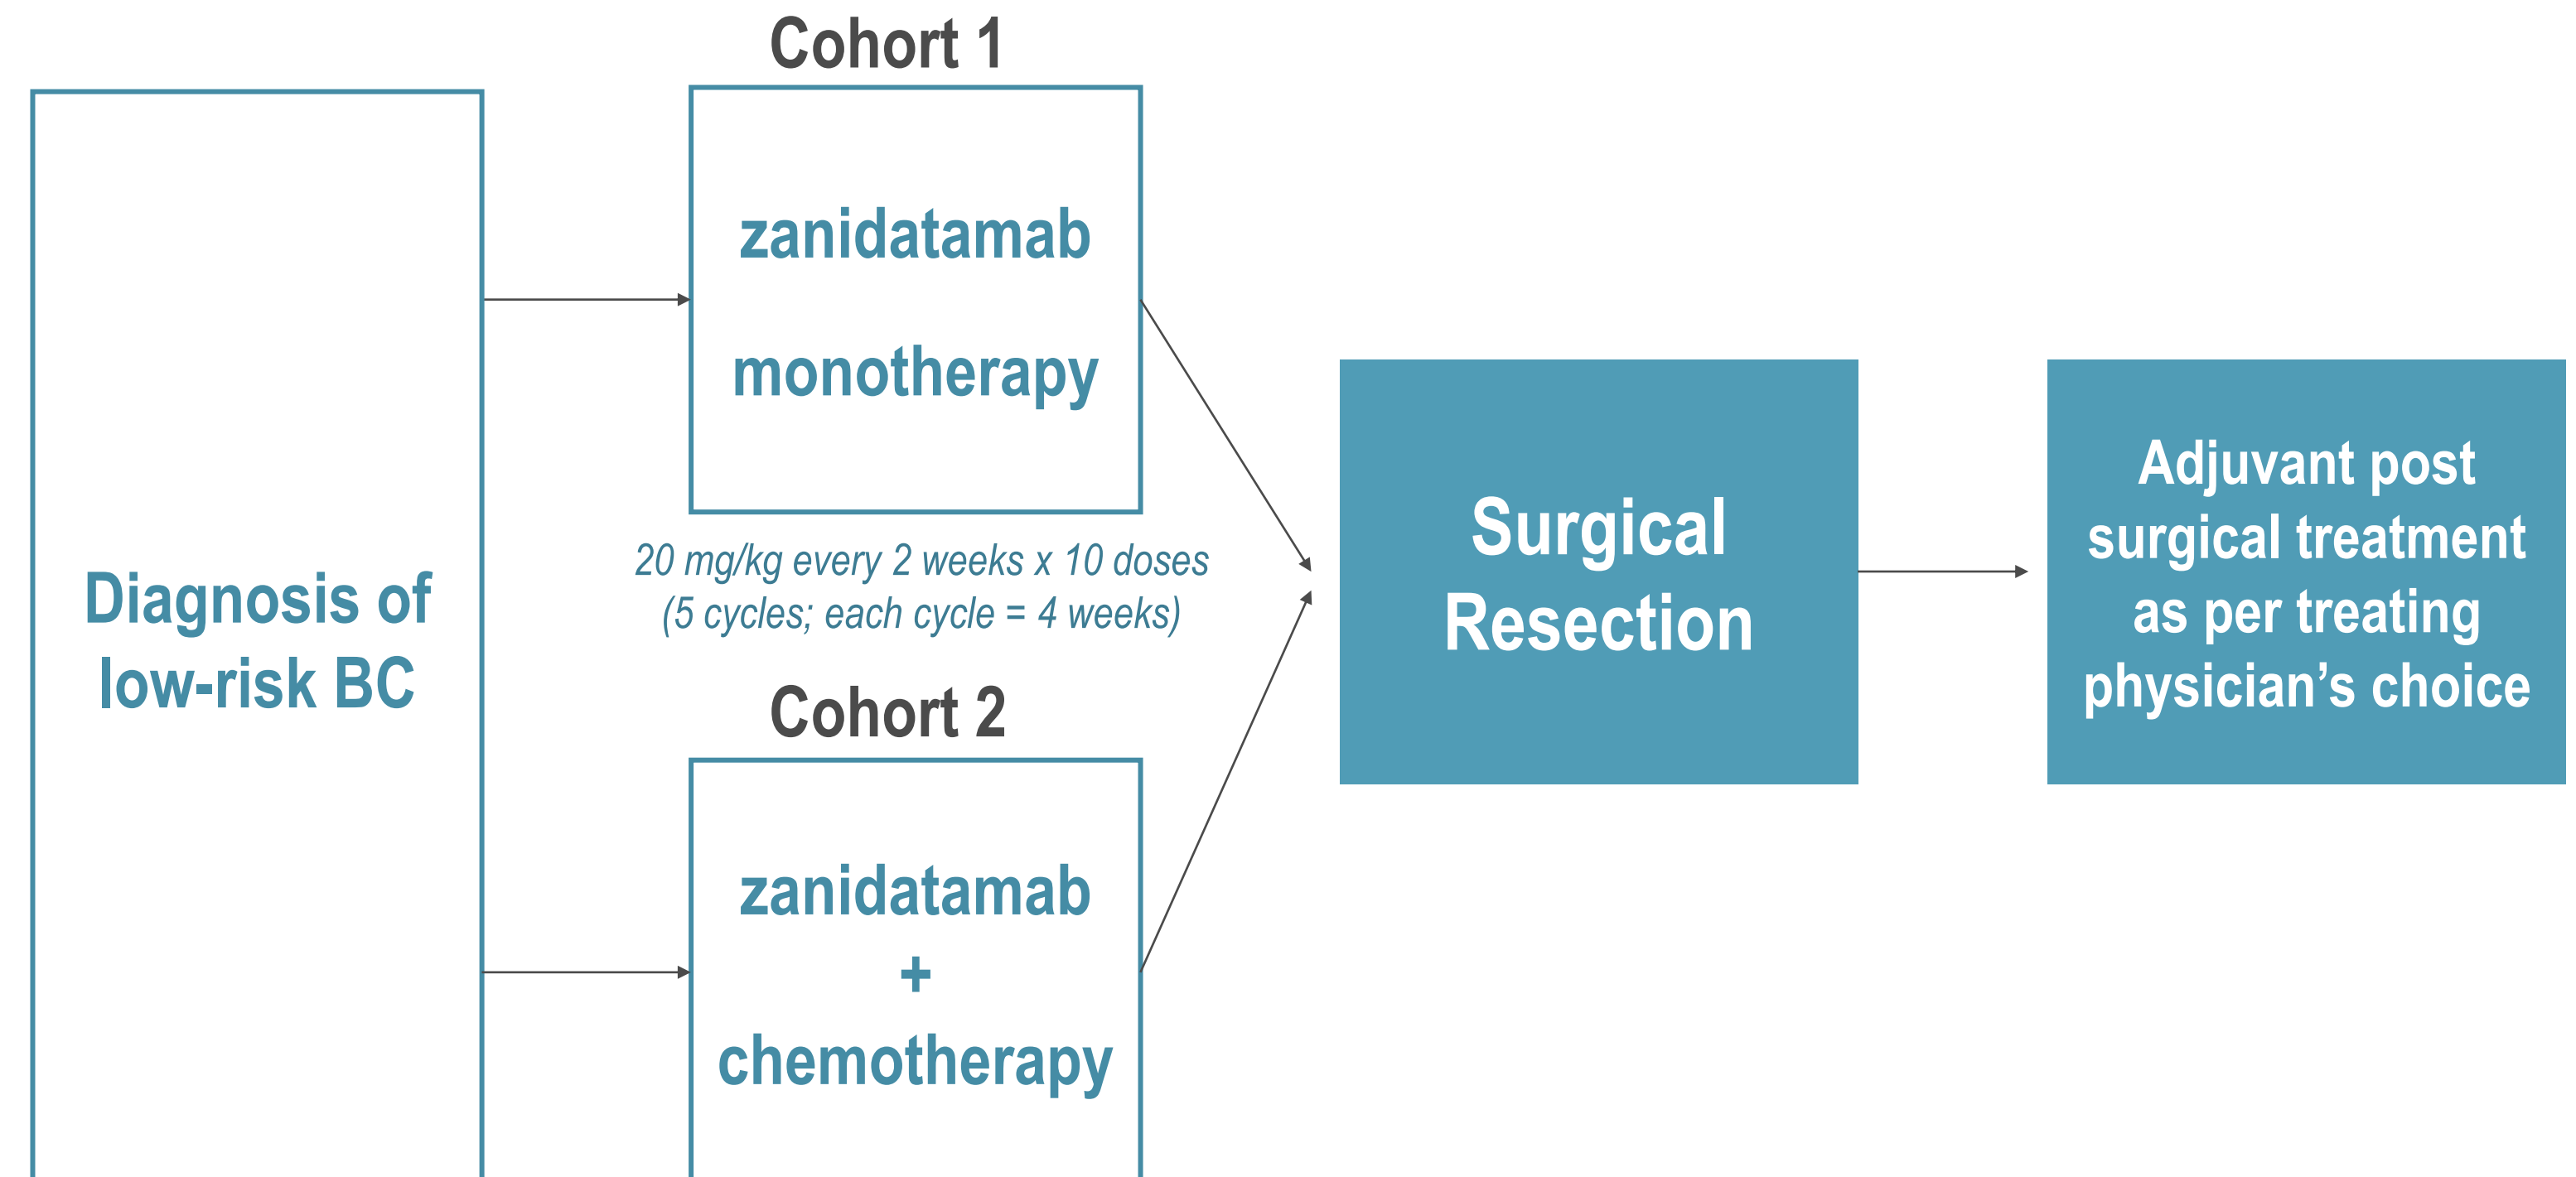 Diagnosis of
low-risk BC
Cohort 1
zanidatamab
monotherapy
20 mg/kg every 2 weeks x 10 doses
(5 cycles; each cycle = 4 weeks)
Cohort 2
zanidatamab
+
chemotherapy
Surgical
Resection
Adjuvant post
surgical treatment
as per treating
physician’s choice